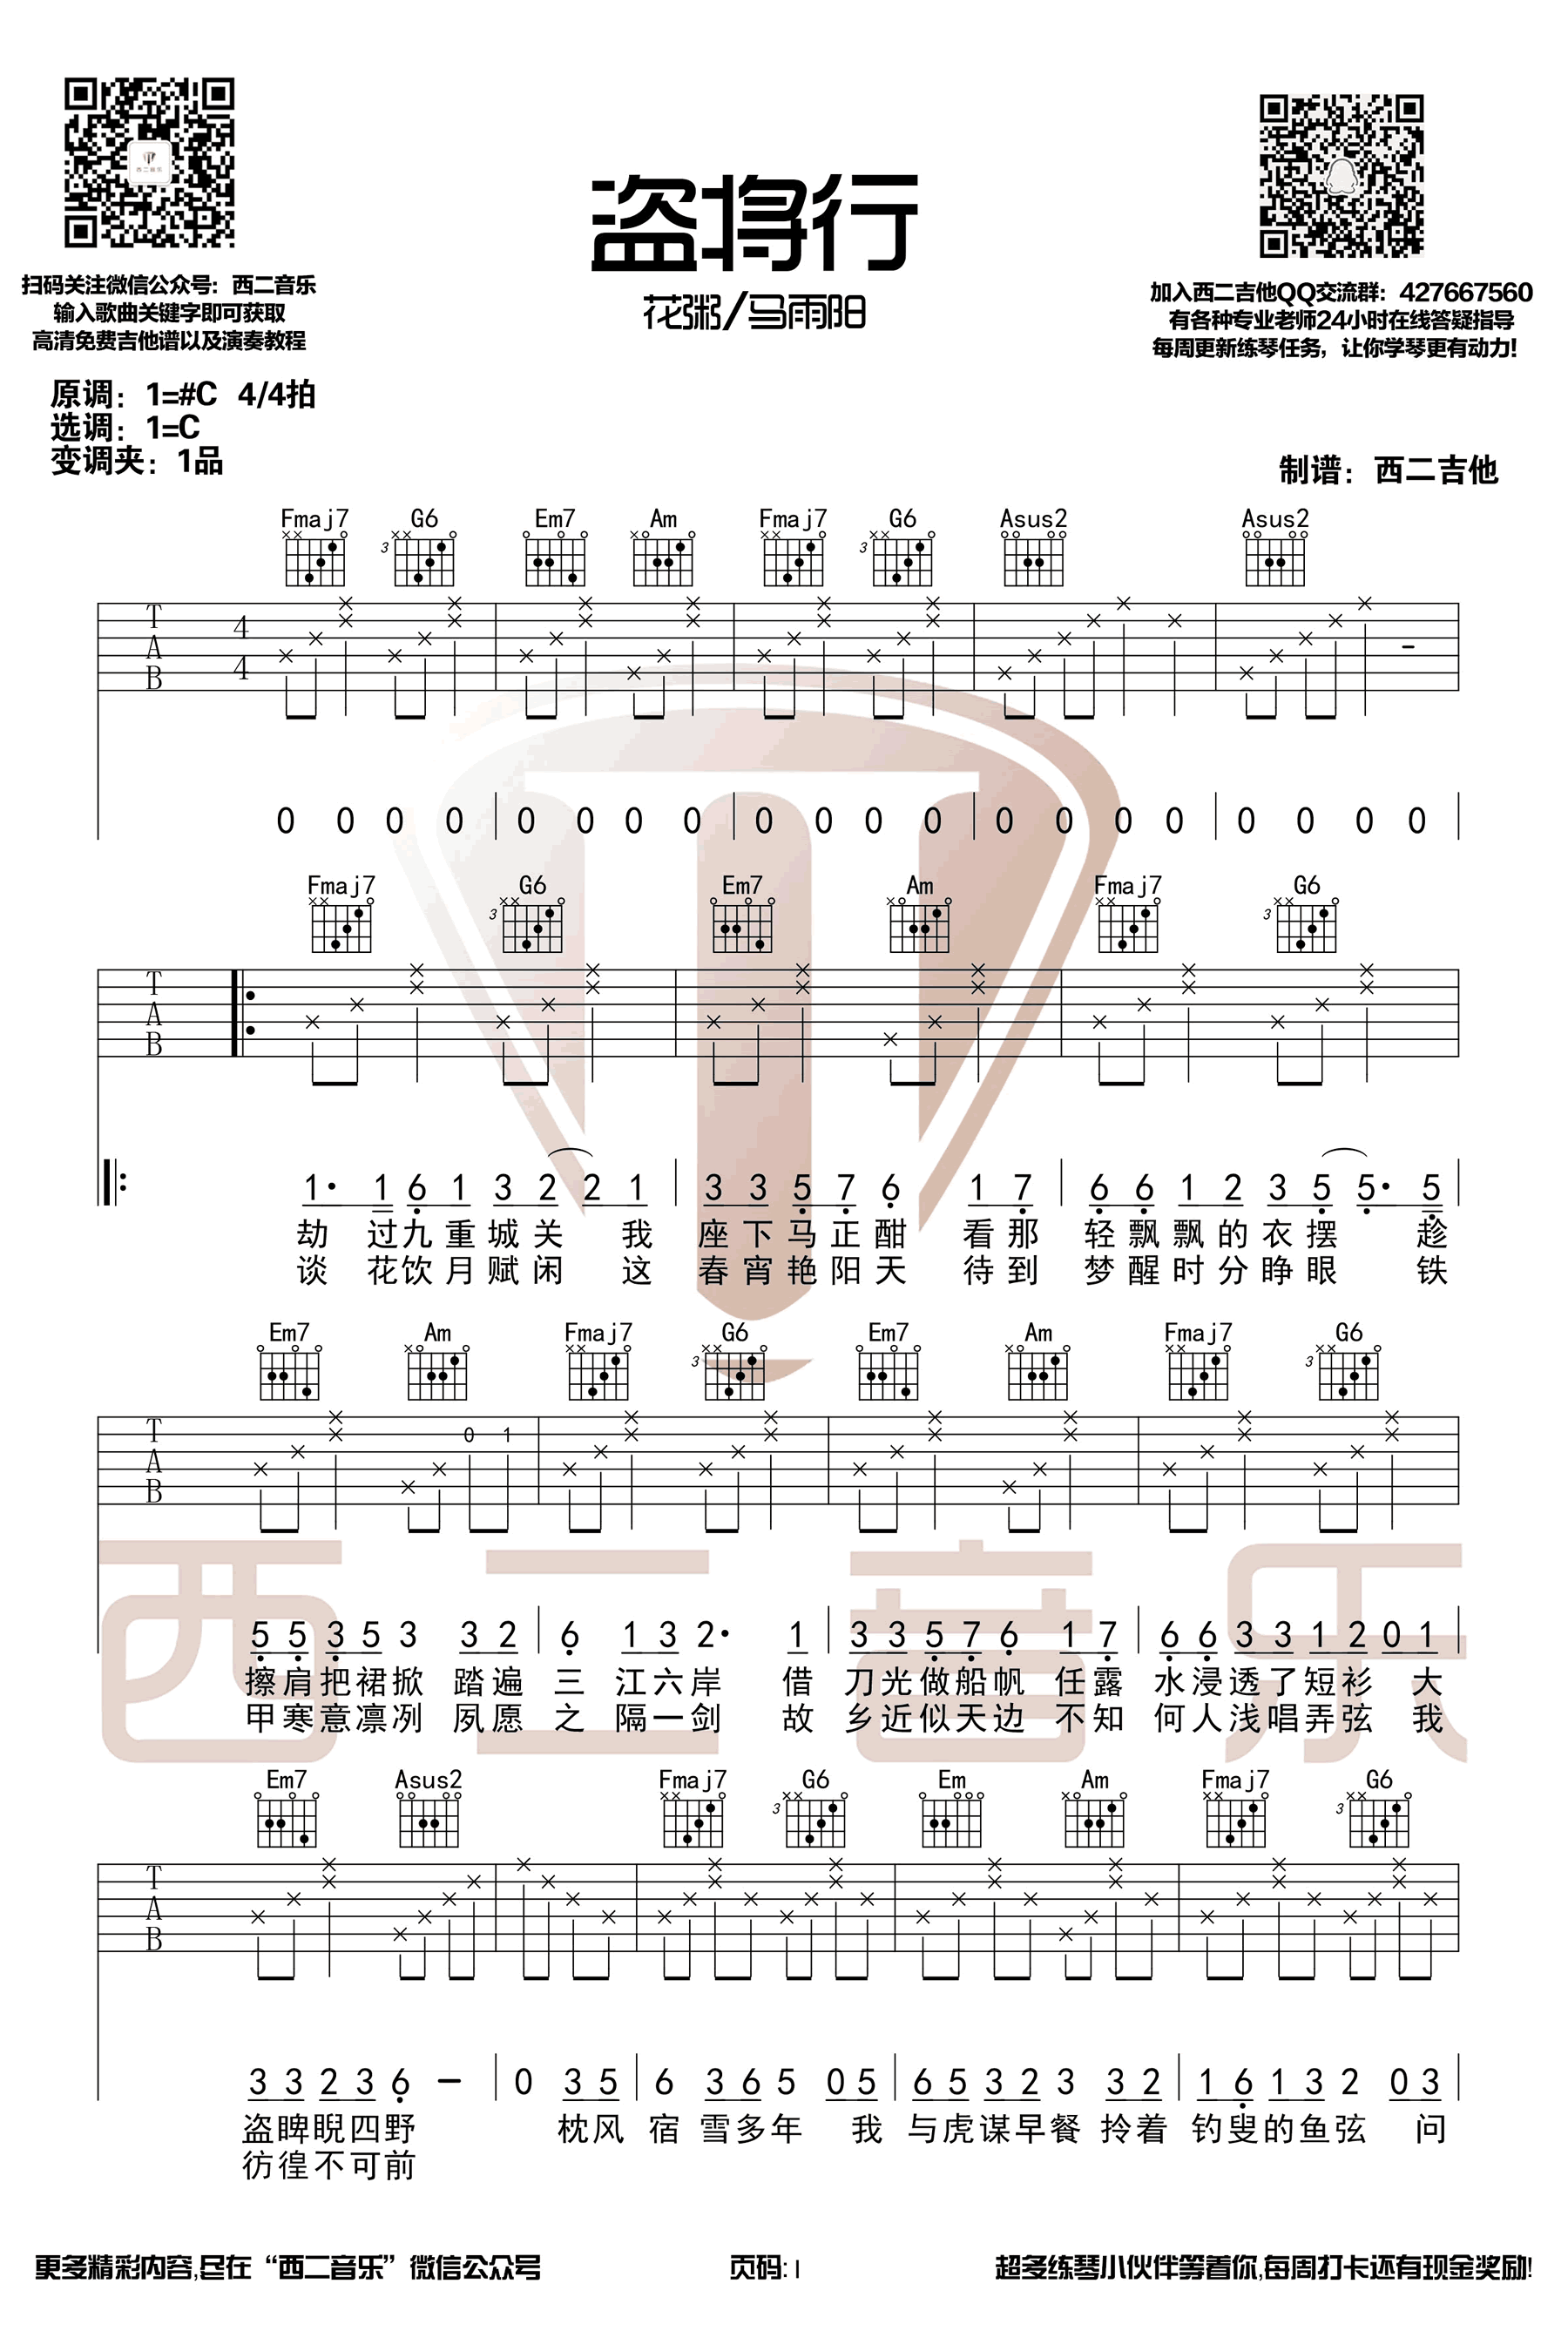 西二音乐
盗将行
花粥/马雨阳
扫码关注微信公众号：西二音乐
输入歌曲关键字即可获取
高清免费吉他谱以及演奏教程
加入西二吉他QQ交流群：427667560
有各种专业老师24小时在线答疑指导
每周更新练琴任务，让你学琴更有动力！
原调：1=#C 4/4拍
选调：1=C
变调夹：1品
制谱：西二吉他
Fmaj7 G6 Em7 Am Fmaj7 G6 Asus2 Asus2
3 3
T A B 4 4
0 0 0 0 | 0 0 0 0 | 0 0 0 0 | 0 0 0 0 | 0 0 0 0
Fmaj7 G6 Em7 Am Fmaj7 G6
3 3
T A B
1· 1 6 1 3 2 2 1 | 3 3 5 7 6 1 7 | 6 6 1 2 3 5 5· 5
劫 过九重城关 我 座下马正酣 看那 轻飘飘的衣摆 趁
谈 花饮月赋闲 这 春宵艳阳天 待到 梦醒时分睁眼 铁
Em7 Am Fmaj7 G6 Em7 Am Fmaj7 G6
3 3
T A B 0 1
5 5 3 5 3 3 2 | 6 1 3 2· 1 | 3 3 5 7 6 1 7 | 6 6 3 3 1 2 0 1
擦肩把裙掀 踏遍 三 江六岸 借 刀光做船帆 任露 水浸透了短衫 大
甲寒意凛冽 夙愿 之 隔一剑 故 乡近似天边 不知 何人浅唱弄弦 我
Em7 Asus2 Fmaj7 G6 Em Am Fmaj7 G6
3 3
T A B
3 3 2 3 6 – | 0 3 5 | 6 3 6 5 0 5 | 6 5 3 2 3 3 2 | 1 6 1 3 2 0 3
盗睥睨四野 枕风 宿 雪多年 我 与虎谋早餐 拎着 钓叟的鱼弦 问
彷徨不可前
更多精彩内容,尽在“西二音乐”微信公众号
页码: 1
超多练琴小伙伴等着你,每周打卡还有现金奖励!
西二音乐